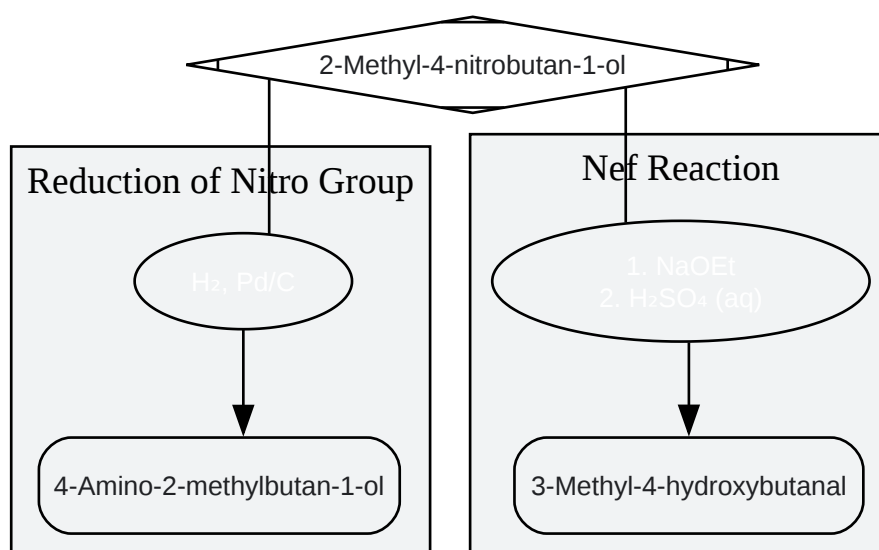 2-Methyl-4-nitrobutan-1-ol
Reduction of Nitro Group
Nef Reaction
H₂, Pd/C
1. NaOEt
2. H₂SO₄ (aq)
4-Amino-2-methylbutan-1-ol
3-Methyl-4-hydroxybutanal